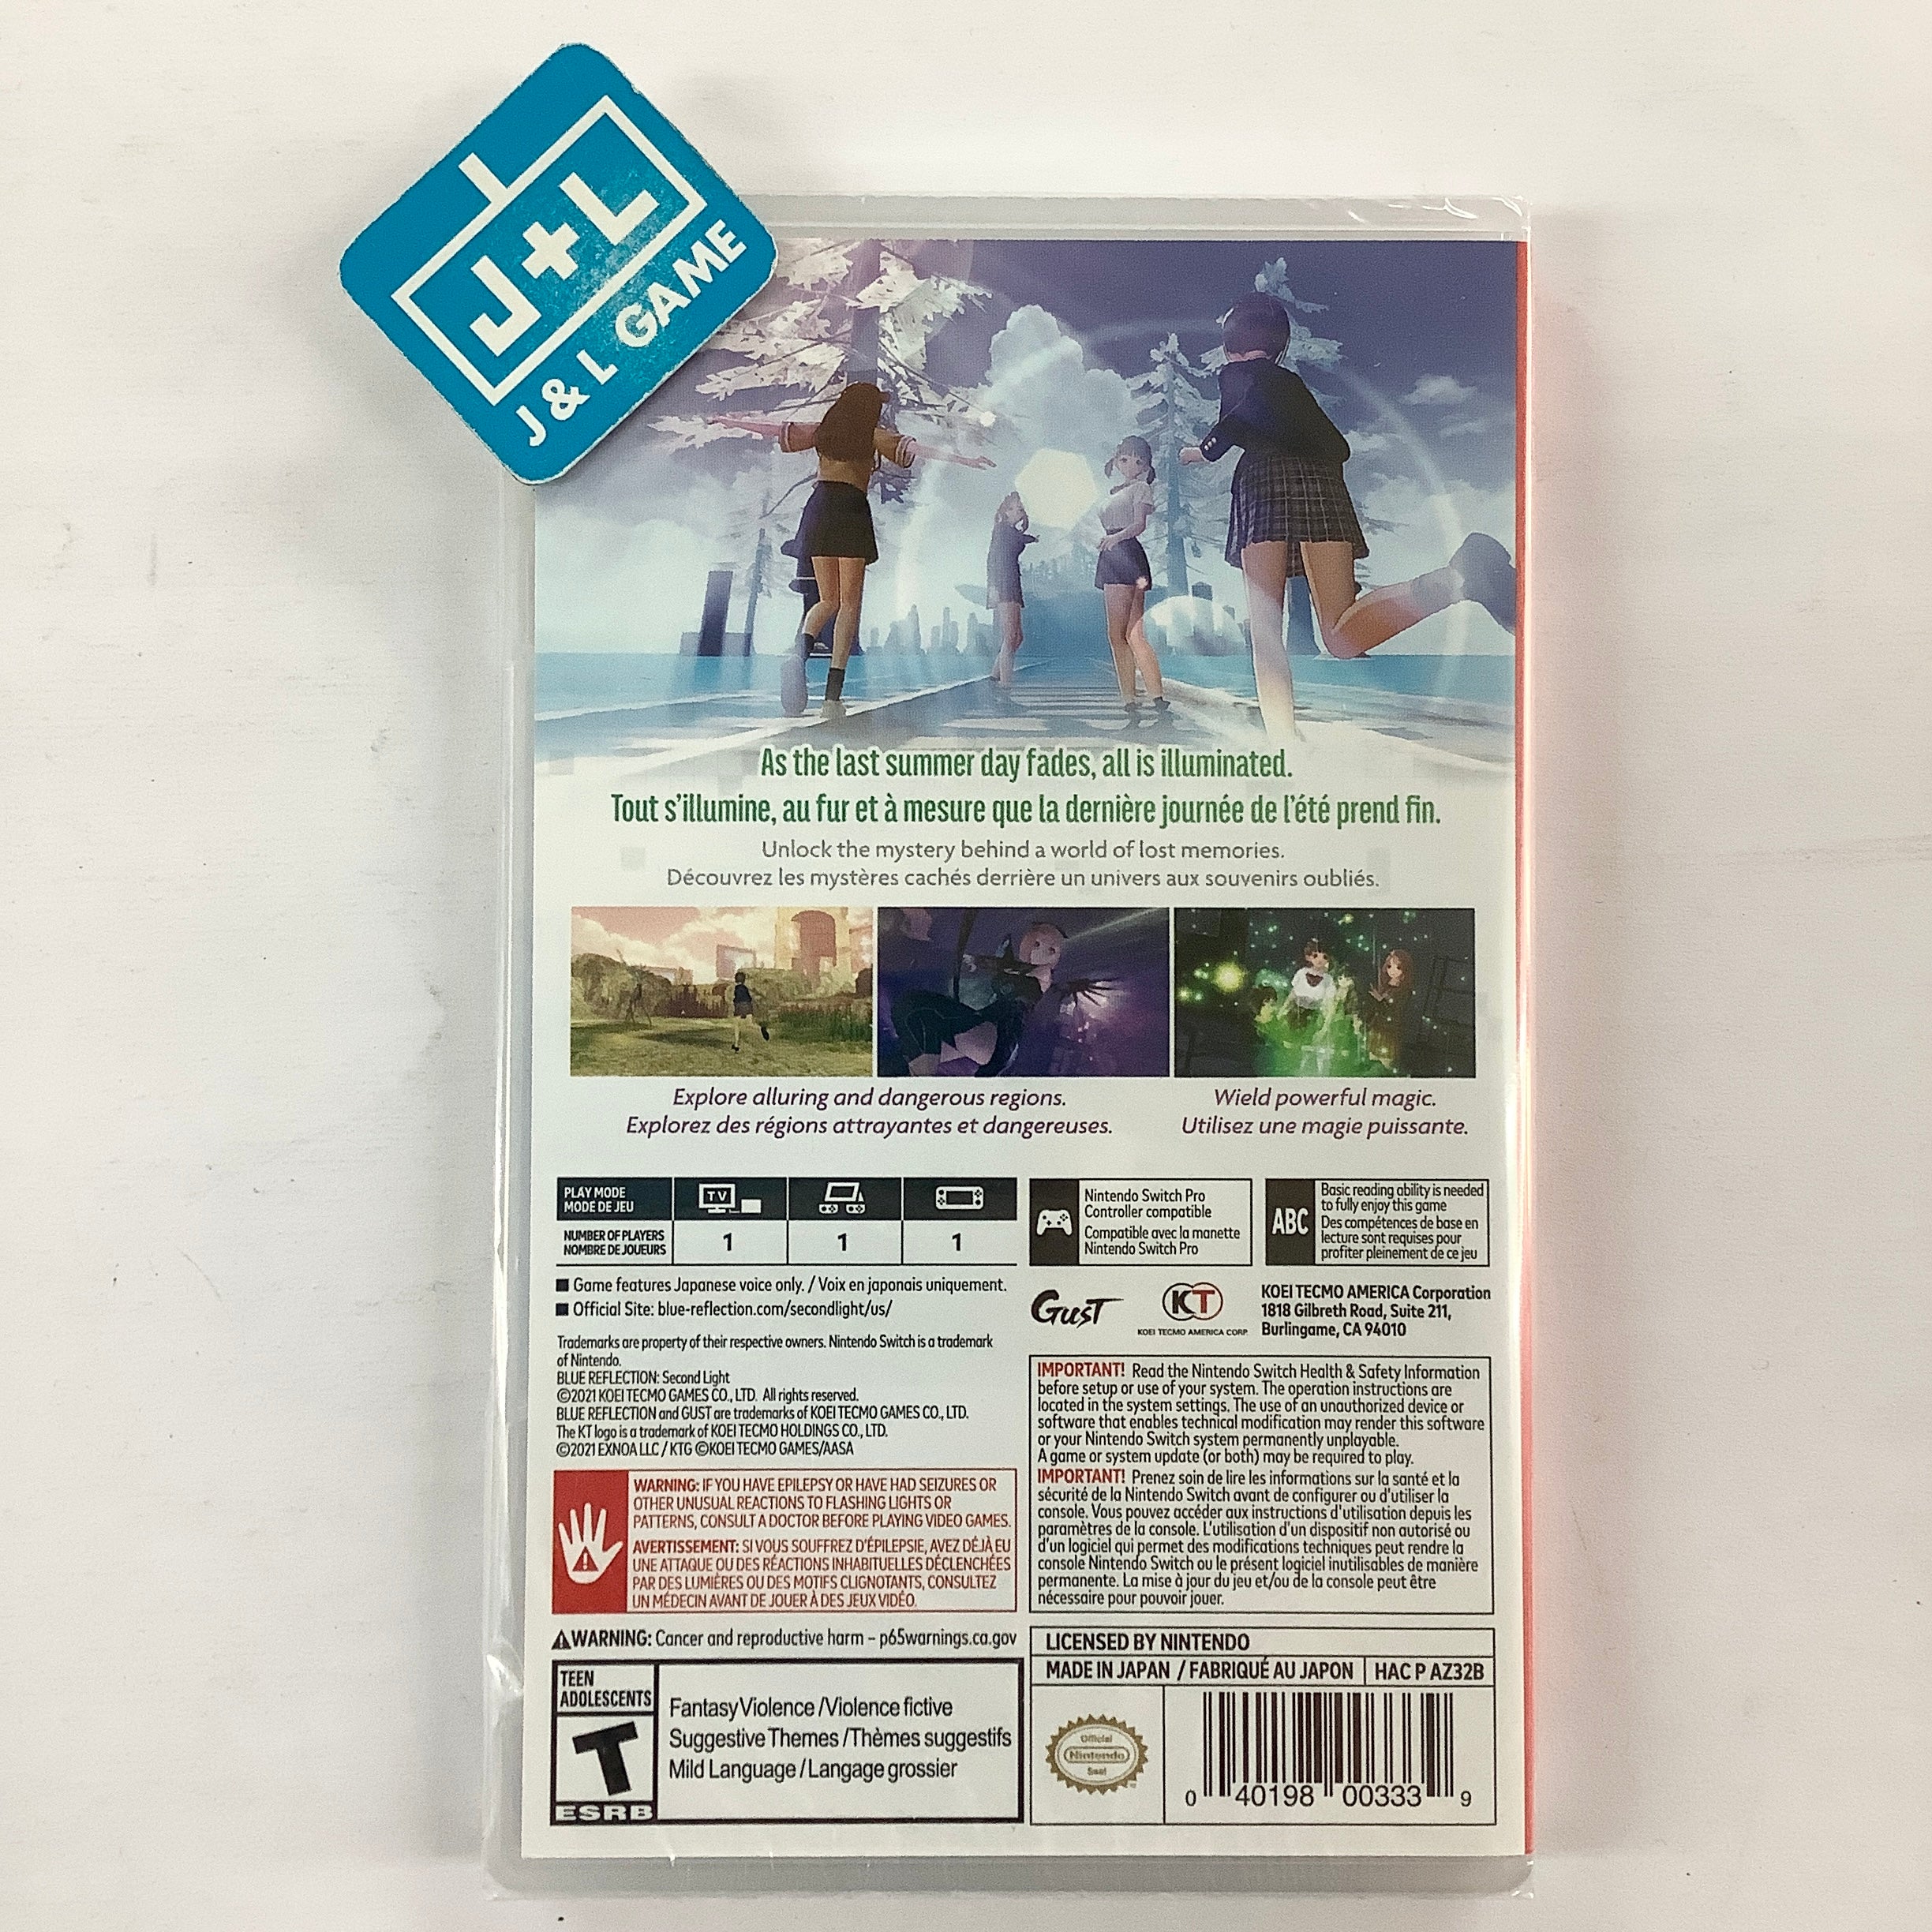 J+L
J & L GAME
As the last summer day fades, all is illuminated.
Tout s'illumine, au fur et à mesure que la dernière journée de l'été prend fin.
Unlock the mystery behind a world of lost memories.
Découvrez les mystères cachés derrière un univers aux souvenirs oubliés.
Explore alluring and dangerous regions.
Explorez des régions attrayantes et dangereuses.
Wield powerful magic.
Utilisez une magie puissante.
PLAY MODE
MODE DE JEU
TV
NUMBER OF PLAYERS
NOMBRE DE JOUEURS
1 1 1
Nintendo Switch Pro
Controller compatible
Compatible avec la manette
Nintendo Switch Pro
ABC
Basic reading ability is needed
to fully enjoy this game
Des compétences de base en
lecture sont requises pour
profiter pleinement de ce jeu
■ Game features Japanese voice only. / Voix en japonais uniquement.
■ Official Site: blue-reflection.com/secondlight/us/
GUST
KT
KOEI TECMO AMERICA CORP.
KOEI TECMO AMERICA Corporation
1818 Gilbreth Road, Suite 211,
Burlingame, CA 94010
Trademarks are property of their respective owners. Nintendo Switch is a trademark
of Nintendo.
BLUE REFLECTION: Second Light
©2021 KOEI TECMO GAMES CO., LTD. All rights reserved.
BLUE REFLECTION and GUST are trademarks of KOEI TECMO GAMES CO., LTD.
The KT logo is a trademark of KOEI TECMO HOLDINGS CO., LTD.
©2021 EXNOA LLC / KTG ©KOEI TECMO GAMES/AASA
IMPORTANT! Read the Nintendo Switch Health & Safety Information
before setup or use of your system. The operation instructions are
located in the system settings. The use of an unauthorized device or
software that enables technical modification may render this software
or your Nintendo Switch system permanently unplayable.
A game or system update (or both) may be required to play.
IMPORTANT! Prenez soin de lire les informations sur la santé et la
sécurité de la Nintendo Switch avant de configurer ou d'utiliser la
console. Vous pouvez accéder aux instructions d'utilisation depuis les
paramètres de la console. L'utilisation d'un dispositif non autorisé ou
d'un logiciel qui permet des modifications techniques peut rendre la
console Nintendo Switch ou le présent logiciel inutilisables de manière
permanente. La mise à jour du jeu et/ou de la console peut être
nécessaire pour pouvoir jouer.
WARNING: IF YOU HAVE EPILEPSY OR HAVE HAD SEIZURES OR
OTHER UNUSUAL REACTIONS TO FLASHING LIGHTS OR
PATTERNS, CONSULT A DOCTOR BEFORE PLAYING VIDEO GAMES.
AVERTISSEMENT: SI VOUS SOUFFREZ D'ÉPILEPSIE, AVEZ DÉJÀ EU
UNE ATTAQUE OU DES RÉACTIONS INHABITUELLES DÉCLENCHÉES
PAR DES LUMIÈRES OU DES MOTIFS CLIGNOTANTS, CONSULTEZ
UN MÉDECIN AVANT DE JOUER À DES JEUX VIDÉO.
⚠WARNING: Cancer and reproductive harm – p65warnings.ca.gov
TEEN
ADOLESCENTS
T
ESRB
Fantasy Violence / Violence fictive
Suggestive Themes / Thèmes suggestifs
Mild Language / Langage grossier
LICENSED BY NINTENDO
MADE IN JAPAN / FABRIQUÉ AU JAPON HAC P AZ32B
Official
Nintendo
Seal
0 40198 00333 9